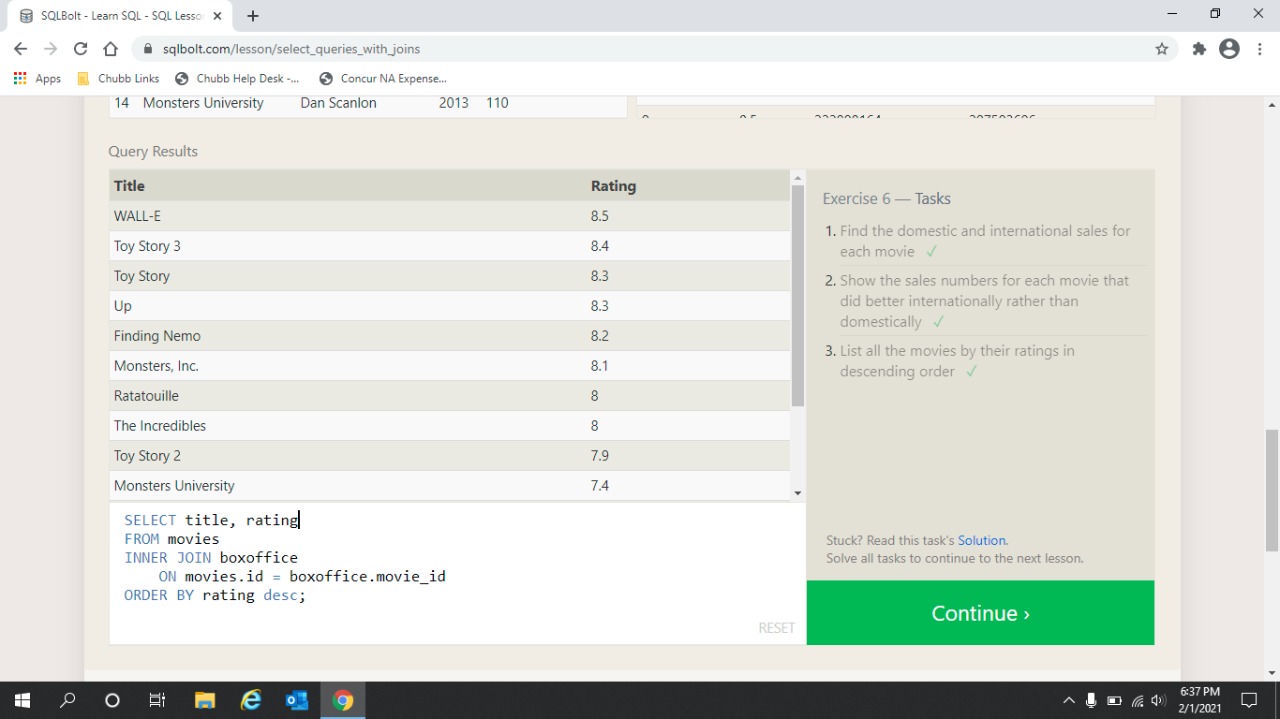 SQLBolt - Learn SQL - SQL Lesso
sqlbolt.com/lesson/select_queries_with_joins
Apps Chubb Links Chubb Help Desk -... Concur NA Expense...
14 Monsters University Dan Scanlon 2013 110
Query Results
Title Rating
WALL-E 8.5
Toy Story 3 8.4
Toy Story 8.3
Up 8.3
Finding Nemo 8.2
Monsters, Inc. 8.1
Ratatouille 8
The Incredibles 8
Toy Story 2 7.9
Monsters University 7.4
Exercise 6 — Tasks
1. Find the domestic and international sales for
each movie ✓
2. Show the sales numbers for each movie that
did better internationally rather than
domestically ✓
3. List all the movies by their ratings in
descending order ✓
SELECT title, rating
FROM movies
INNER JOIN boxoffice
ON movies.id = boxoffice.movie_id
ORDER BY rating desc;
RESET
Stuck? Read this task's Solution.
Solve all tasks to continue to the next lesson.
Continue ›
6:37 PM
2/1/2021